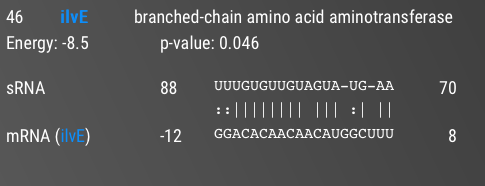 46 ilvE branched-chain amino acid aminotransferase
Energy: -8.5 p-value: 0.046
sRNA 88 UUUGUGUUGUAGUA-UG-AA 70
::|||||||| ||| :| ||
mRNA (ilvE) -12 GGACACAACAACAUGGCUUU 8